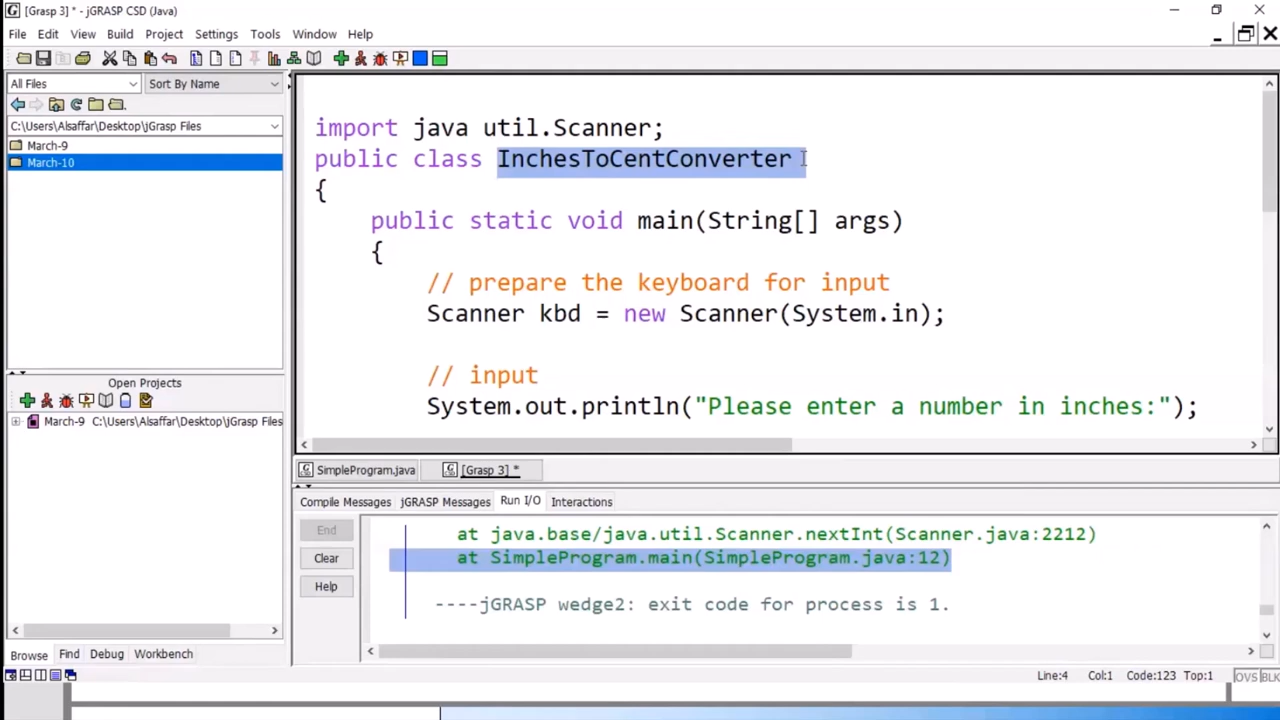 [Grasp 3] * - jGRASP CSD (Java)
File Edit View Build Project Settings Tools Window Help
All Files Sort By Name
C:\Users\Alsaffar\Desktop\jGrasp Files
March-9
March-10
Open Projects
March-9 C:\Users\Alsaffar\Desktop\jGrasp Files
Browse Find Debug Workbench
import java util.Scanner;
public class InchesToCentConverter
{
public static void main(String[] args)
{
// prepare the keyboard for input
Scanner kbd = new Scanner(System.in);
// input
System.out.println("Please enter a number in inches:");
SimpleProgram.java [Grasp 3] *
Compile Messages jGRASP Messages Run I/O Interactions
End
Clear
Help
at java.base/java.util.Scanner.nextInt(Scanner.java:2212)
at SimpleProgram.main(SimpleProgram.java:12)
----jGRASP wedge2: exit code for process is 1.
Line:4 Col:1 Code:123 Top:1 OVS BLK